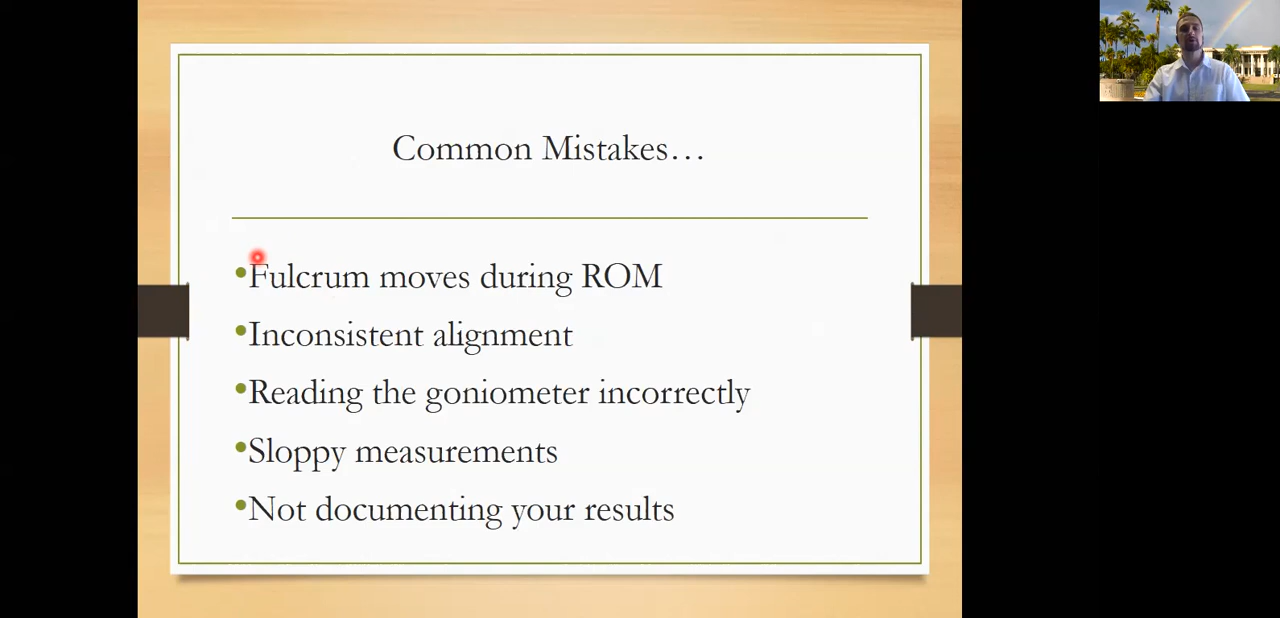 Common Mistakes…
•Fulcrum moves during ROM
•Inconsistent alignment
•Reading the goniometer incorrectly
•Sloppy measurements
•Not documenting your results